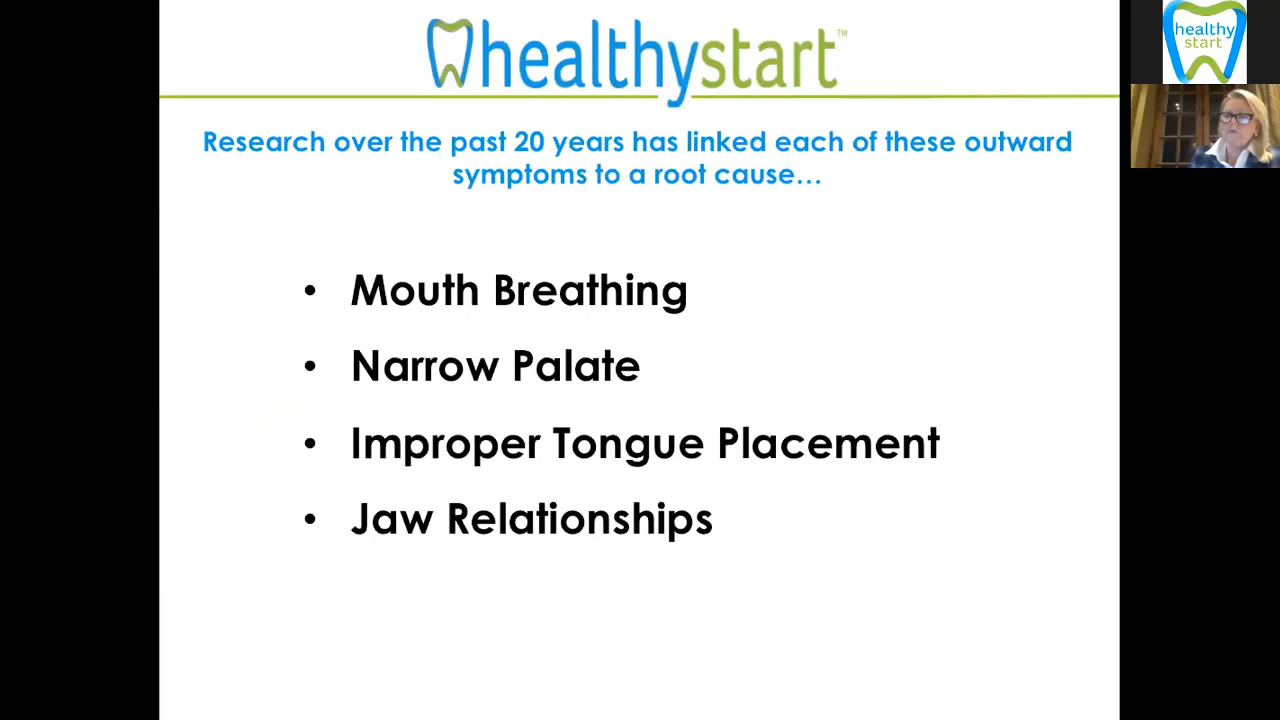 healthystart™
healthy
start
Research over the past 20 years has linked each of these outward
symptoms to a root cause…
• Mouth Breathing
• Narrow Palate
• Improper Tongue Placement
• Jaw Relationships